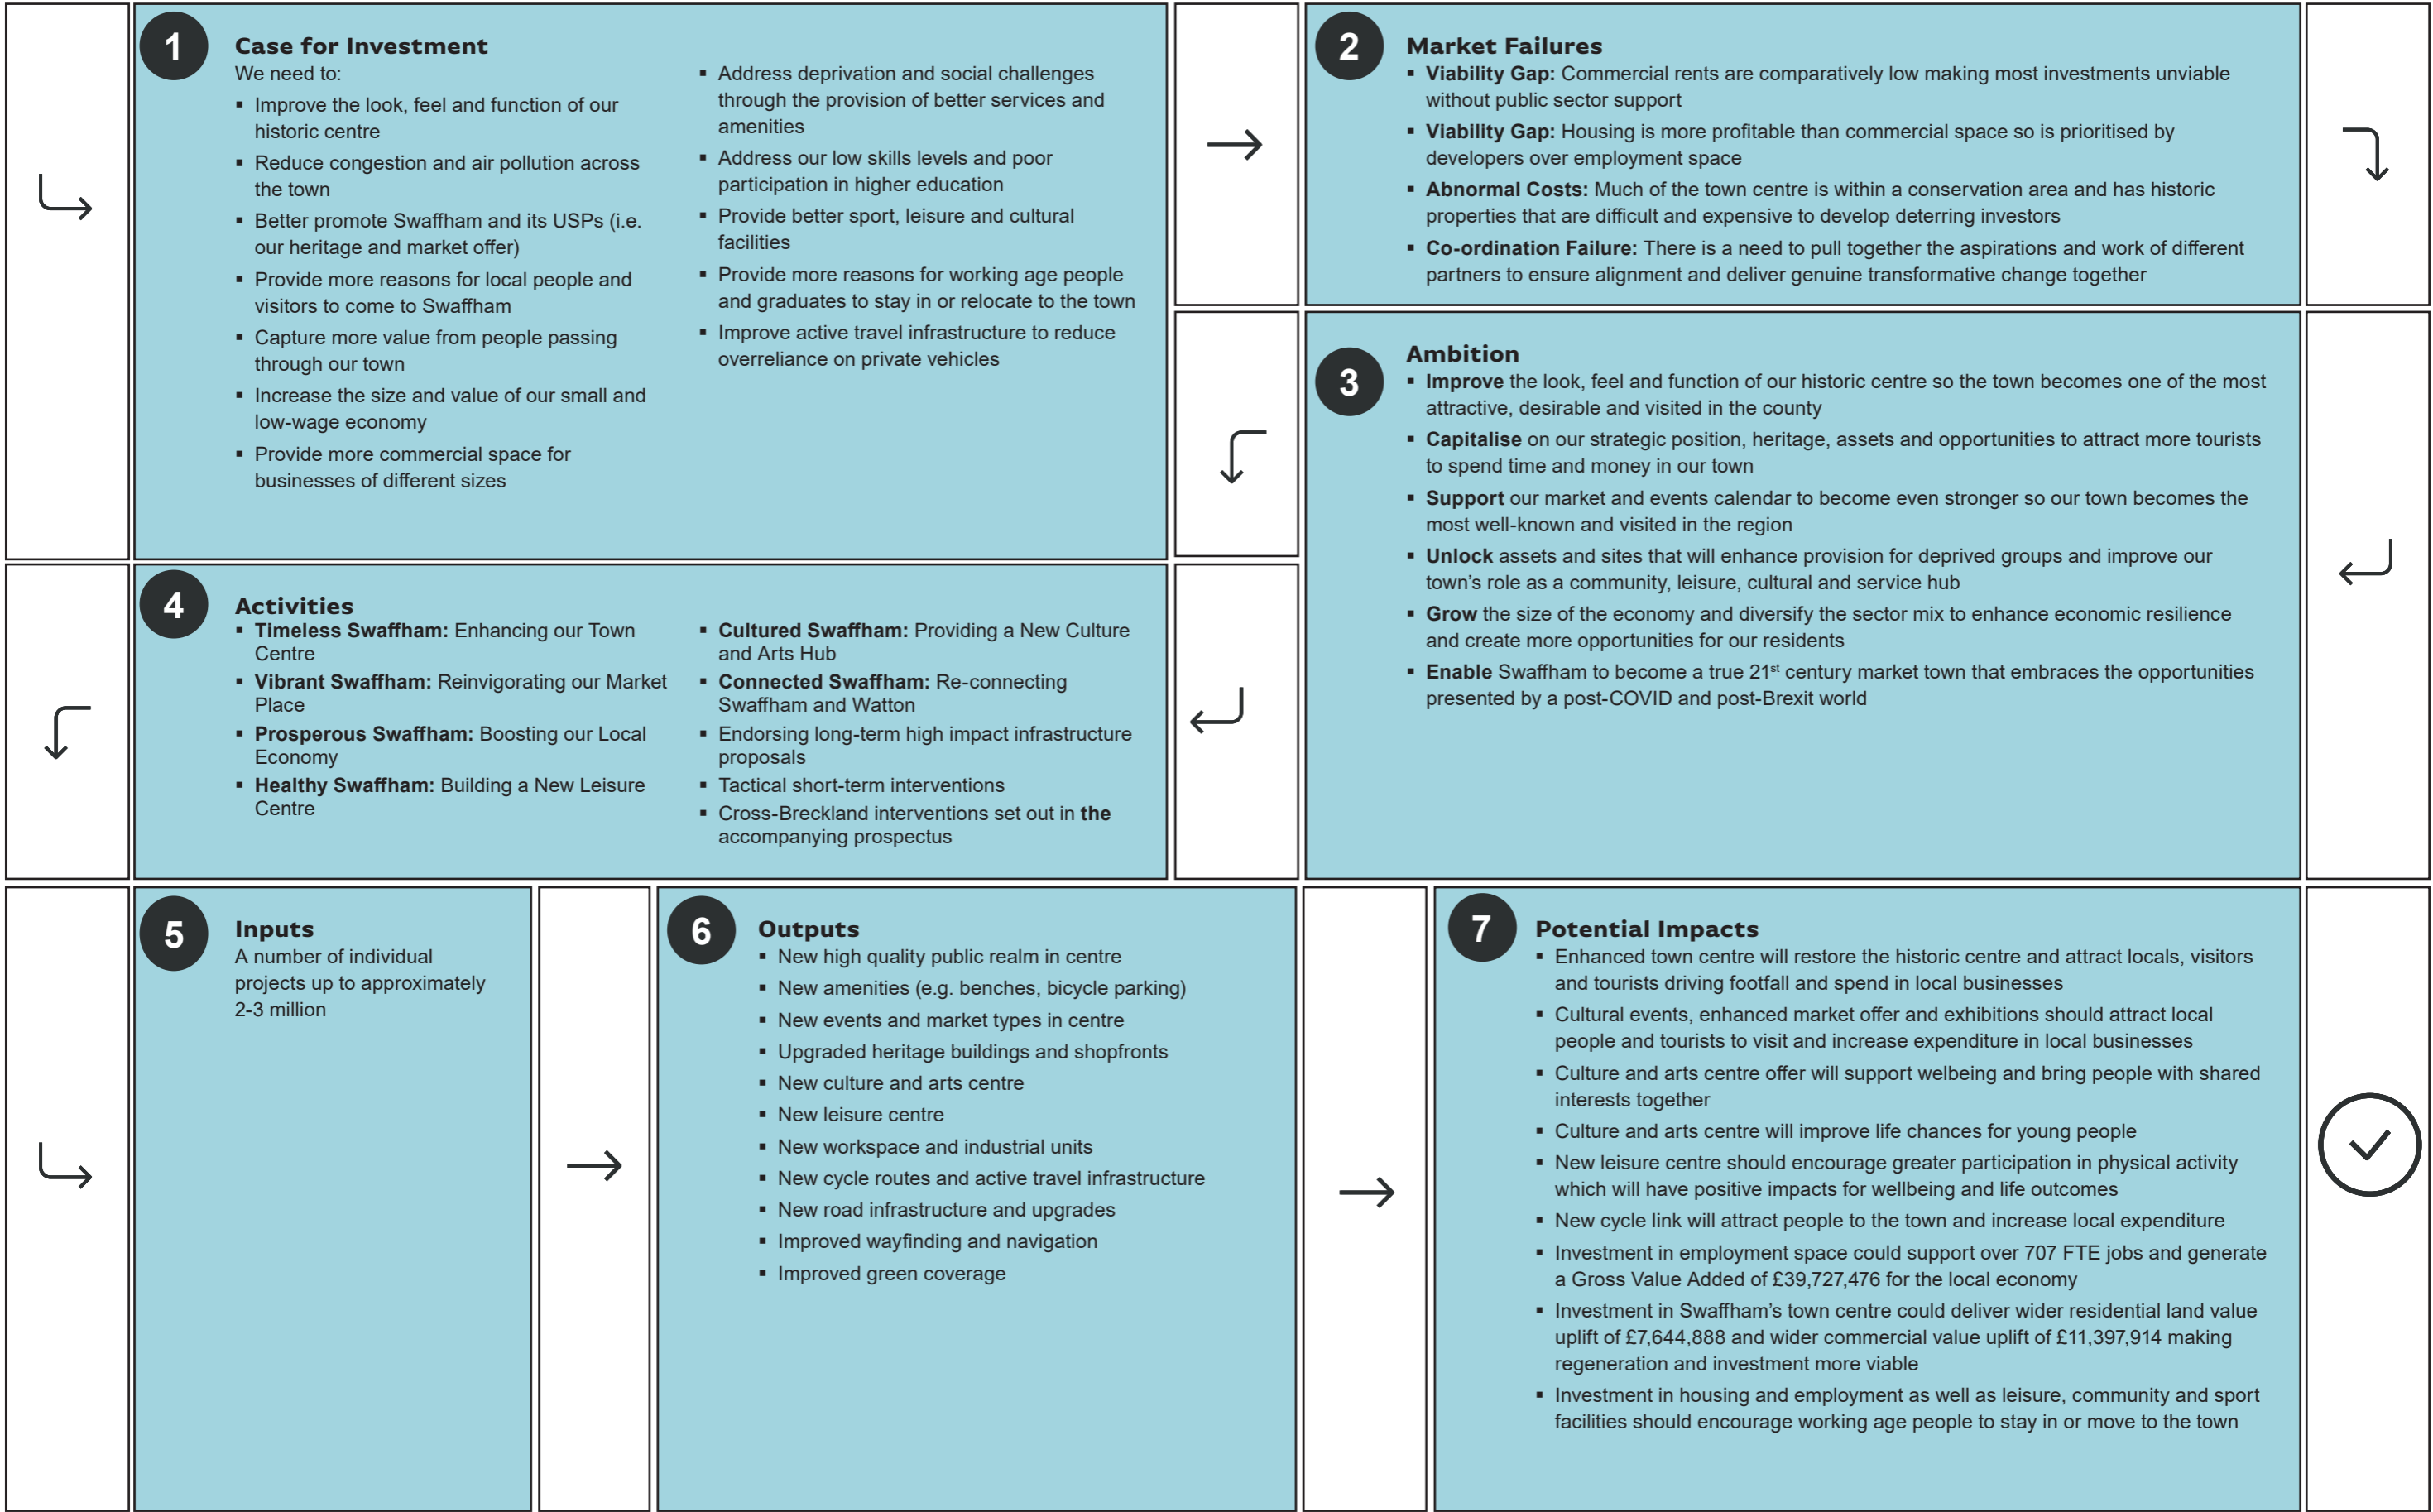 1
Case for Investment
We need to:
▪ Improve the look, feel and function of our
historic centre
▪ Reduce congestion and air pollution across
the town
▪ Better promote Swaffham and its USPs (i.e.
our heritage and market offer)
▪ Provide more reasons for local people and
visitors to come to Swaffham
▪ Capture more value from people passing
through our town
▪ Increase the size and value of our small and
low-wage economy
▪ Provide more commercial space for
businesses of different sizes
▪ Address deprivation and social challenges
through the provision of better services and
amenities
▪ Address our low skills levels and poor
participation in higher education
▪ Provide better sport, leisure and cultural
facilities
▪ Provide more reasons for working age people
and graduates to stay in or relocate to the town
▪ Improve active travel infrastructure to reduce
overreliance on private vehicles
2
Market Failures
▪ Viability Gap: Commercial rents are comparatively low making most investments unviable
without public sector support
▪ Viability Gap: Housing is more profitable than commercial space so is prioritised by
developers over employment space
▪ Abnormal Costs: Much of the town centre is within a conservation area and has historic
properties that are difficult and expensive to develop deterring investors
▪ Co-ordination Failure: There is a need to pull together the aspirations and work of different
partners to ensure alignment and deliver genuine transformative change together
3
Ambition
▪ Improve the look, feel and function of our historic centre so the town becomes one of the most
attractive, desirable and visited in the county
▪ Capitalise on our strategic position, heritage, assets and opportunities to attract more tourists
to spend time and money in our town
▪ Support our market and events calendar to become even stronger so our town becomes the
most well-known and visited in the region
▪ Unlock assets and sites that will enhance provision for deprived groups and improve our
town's role as a community, leisure, cultural and service hub
▪ Grow the size of the economy and diversify the sector mix to enhance economic resilience
and create more opportunities for our residents
▪ Enable Swaffham to become a true 21st century market town that embraces the opportunities
presented by a post-COVID and post-Brexit world
4
Activities
▪ Timeless Swaffham: Enhancing our Town
Centre
▪ Vibrant Swaffham: Reinvigorating our Market
Place
▪ Prosperous Swaffham: Boosting our Local
Economy
▪ Healthy Swaffham: Building a New Leisure
Centre
▪ Cultured Swaffham: Providing a New Culture
and Arts Hub
▪ Connected Swaffham: Re-connecting
Swaffham and Watton
▪ Endorsing long-term high impact infrastructure
proposals
▪ Tactical short-term interventions
▪ Cross-Breckland interventions set out in the
accompanying prospectus
5
Inputs
A number of individual
projects up to approximately
2-3 million
6
Outputs
▪ New high quality public realm in centre
▪ New amenities (e.g. benches, bicycle parking)
▪ New events and market types in centre
▪ Upgraded heritage buildings and shopfronts
▪ New culture and arts centre
▪ New leisure centre
▪ New workspace and industrial units
▪ New cycle routes and active travel infrastructure
▪ New road infrastructure and upgrades
▪ Improved wayfinding and navigation
▪ Improved green coverage
7
Potential Impacts
▪ Enhanced town centre will restore the historic centre and attract locals, visitors
and tourists driving footfall and spend in local businesses
▪ Cultural events, enhanced market offer and exhibitions should attract local
people and tourists to visit and increase expenditure in local businesses
▪ Culture and arts centre offer will support welbeing and bring people with shared
interests together
▪ Culture and arts centre will improve life chances for young people
▪ New leisure centre should encourage greater participation in physical activity
which will have positive impacts for wellbeing and life outcomes
▪ New cycle link will attract people to the town and increase local expenditure
▪ Investment in employment space could support over 707 FTE jobs and generate
a Gross Value Added of £39,727,476 for the local economy
▪ Investment in Swaffham's town centre could deliver wider residential land value
uplift of £7,644,888 and wider commercial value uplift of £11,397,914 making
regeneration and investment more viable
▪ Investment in housing and employment as well as leisure, community and sport
facilities should encourage working age people to stay in or move to the town